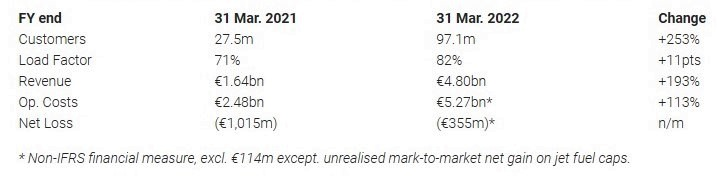 FY end 31 Mar. 2021 31 Mar. 2022 Change
Customers 27.5m 97.1m +253%
Load Factor 71% 82% +11pts
Revenue €1.64bn €4.80bn +193%
Op. Costs €2.48bn €5.27bn* +113%
Net Loss (€1,015m) (€355m)* n/m
* Non-IFRS financial measure, excl. €114m except. unrealised mark-to-market net gain on jet fuel caps.